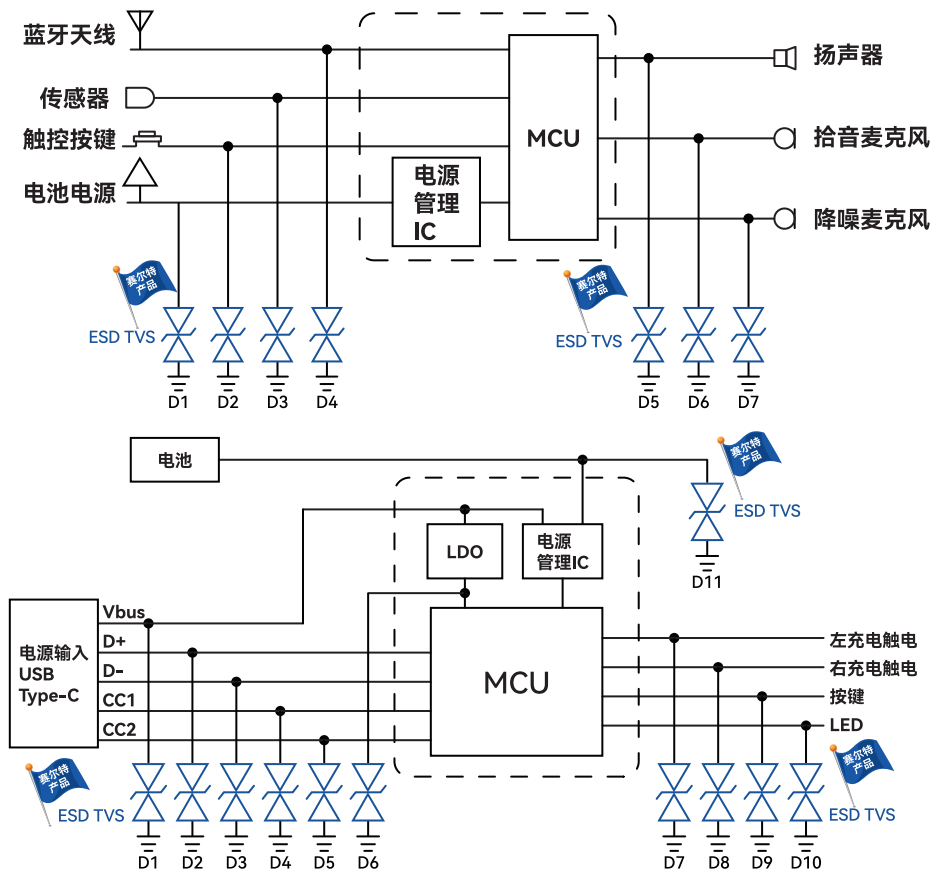 蓝牙天线
传感器
触控按键
电池电源
电源
管理
IC
MCU
扬声器
拾音麦克风
降噪麦克风
赛尔特
产品
ESD TVS
赛尔特
产品
ESD TVS
D1
D2
D3
D4
D5
D6
D7
电池
赛尔特
产品
ESD TVS
D11
LDO
电源
管理IC
MCU
电源输入
USB
Type-C
Vbus
D+
D-
CC1
CC2
左充电触电
右充电触电
按键
LED
赛尔特
产品
ESD TVS
赛尔特
产品
ESD TVS
D1
D2
D3
D4
D5
D6
D7
D8
D9
D10